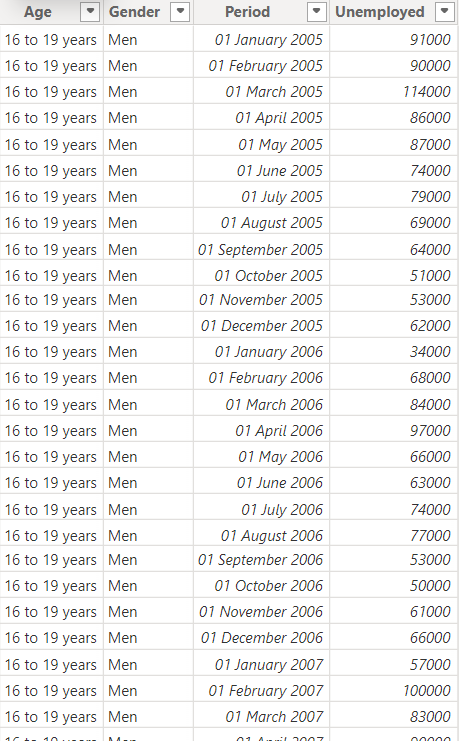 Age Gender Period Unemployed
16 to 19 years Men 01 January 2005 91000
16 to 19 years Men 01 February 2005 90000
16 to 19 years Men 01 March 2005 114000
16 to 19 years Men 01 April 2005 86000
16 to 19 years Men 01 May 2005 87000
16 to 19 years Men 01 June 2005 74000
16 to 19 years Men 01 July 2005 79000
16 to 19 years Men 01 August 2005 69000
16 to 19 years Men 01 September 2005 64000
16 to 19 years Men 01 October 2005 51000
16 to 19 years Men 01 November 2005 53000
16 to 19 years Men 01 December 2005 62000
16 to 19 years Men 01 January 2006 34000
16 to 19 years Men 01 February 2006 68000
16 to 19 years Men 01 March 2006 84000
16 to 19 years Men 01 April 2006 97000
16 to 19 years Men 01 May 2006 66000
16 to 19 years Men 01 June 2006 63000
16 to 19 years Men 01 July 2006 74000
16 to 19 years Men 01 August 2006 77000
16 to 19 years Men 01 September 2006 53000
16 to 19 years Men 01 October 2006 50000
16 to 19 years Men 01 November 2006 61000
16 to 19 years Men 01 December 2006 66000
16 to 19 years Men 01 January 2007 57000
16 to 19 years Men 01 February 2007 100000
16 to 19 years Men 01 March 2007 83000
16 to 19 years Men 01 April 2007